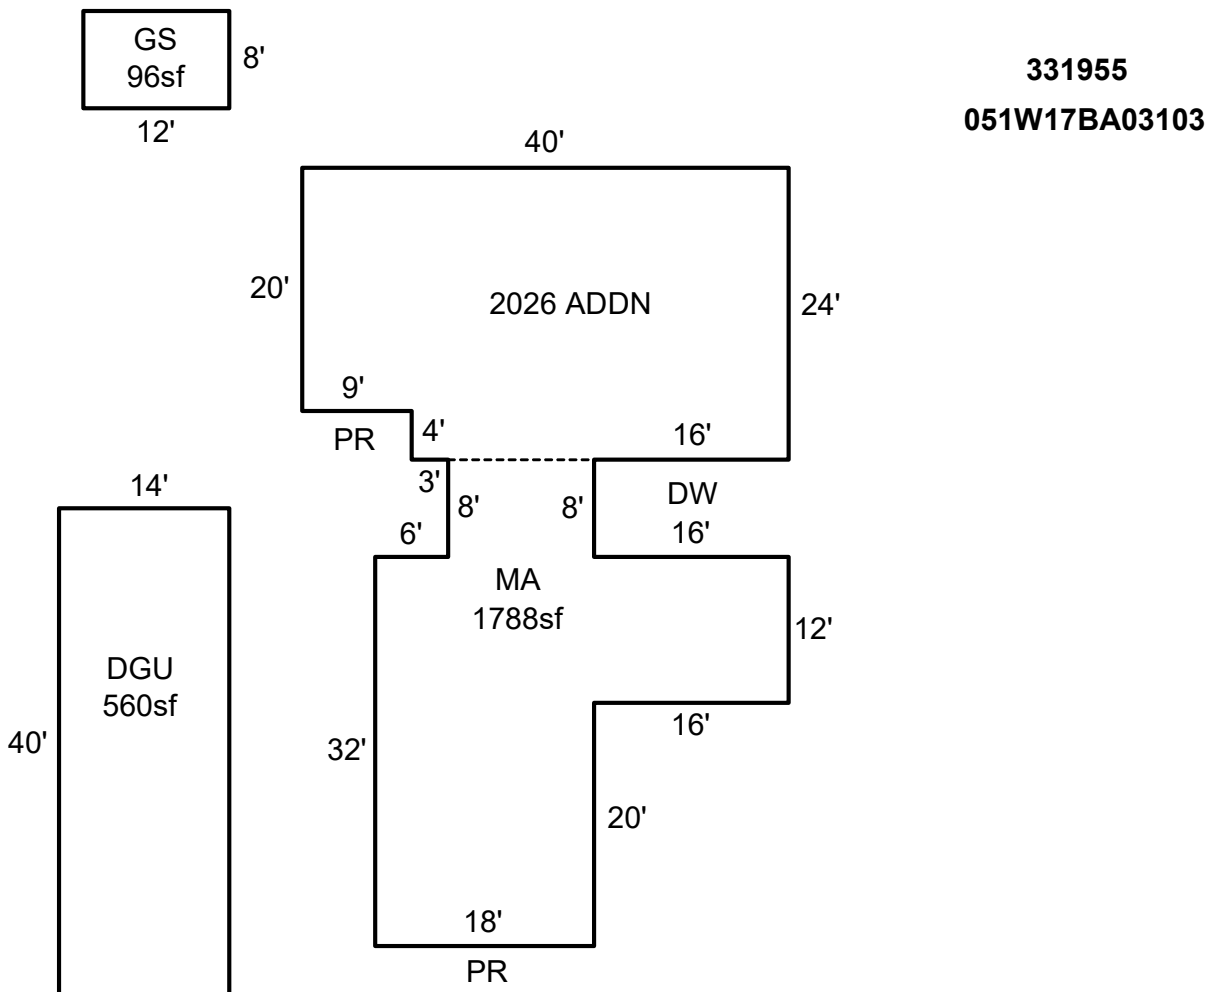 GS
96sf
8'
12'
331955
051W17BA03103
40'
20'
2026 ADDN
24'
9'
PR
4'
16'
3'
8'
8'
DW
16'
6'
14'
MA
1788sf
12'
DGU
560sf
40'
32'
16'
20'
18'
PR